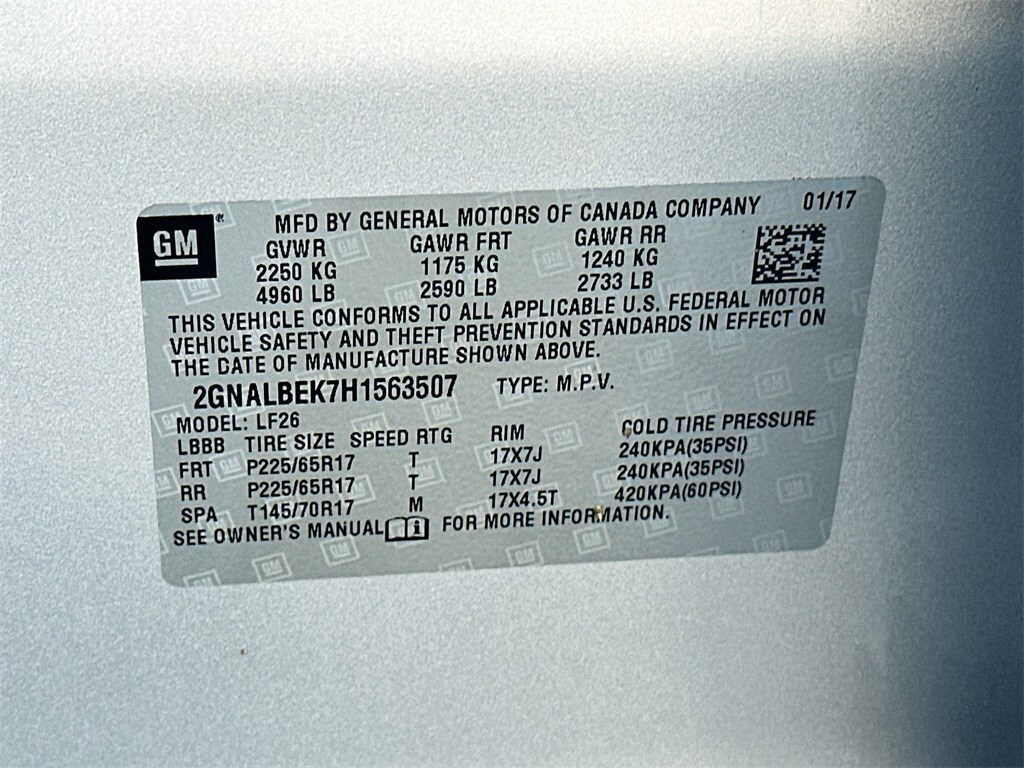 GM
MFD BY GENERAL MOTORS OF CANADA COMPANY 01/17
GVWR GAWR FRT GAWR RR
2250 KG 1175 KG 1240 KG
4960 LB 2590 LB 2733 LB
THIS VEHICLE CONFORMS TO ALL APPLICABLE U.S. FEDERAL MOTOR
VEHICLE SAFETY AND THEFT PREVENTION STANDARDS IN EFFECT ON
THE DATE OF MANUFACTURE SHOWN ABOVE.
2GNALBEK7H1563507 TYPE: M.P.V.
MODEL: LF26
LBBB TIRE SIZE SPEED RTG RIM COLD TIRE PRESSURE
FRT P225/65R17 T 17X7J 240KPA(35PSI)
RR P225/65R17 T 17X7J 240KPA(35PSI)
SPA T145/70R17 M 17X4.5T 420KPA(60PSI)
SEE OWNER'S MANUAL FOR MORE INFORMATION.